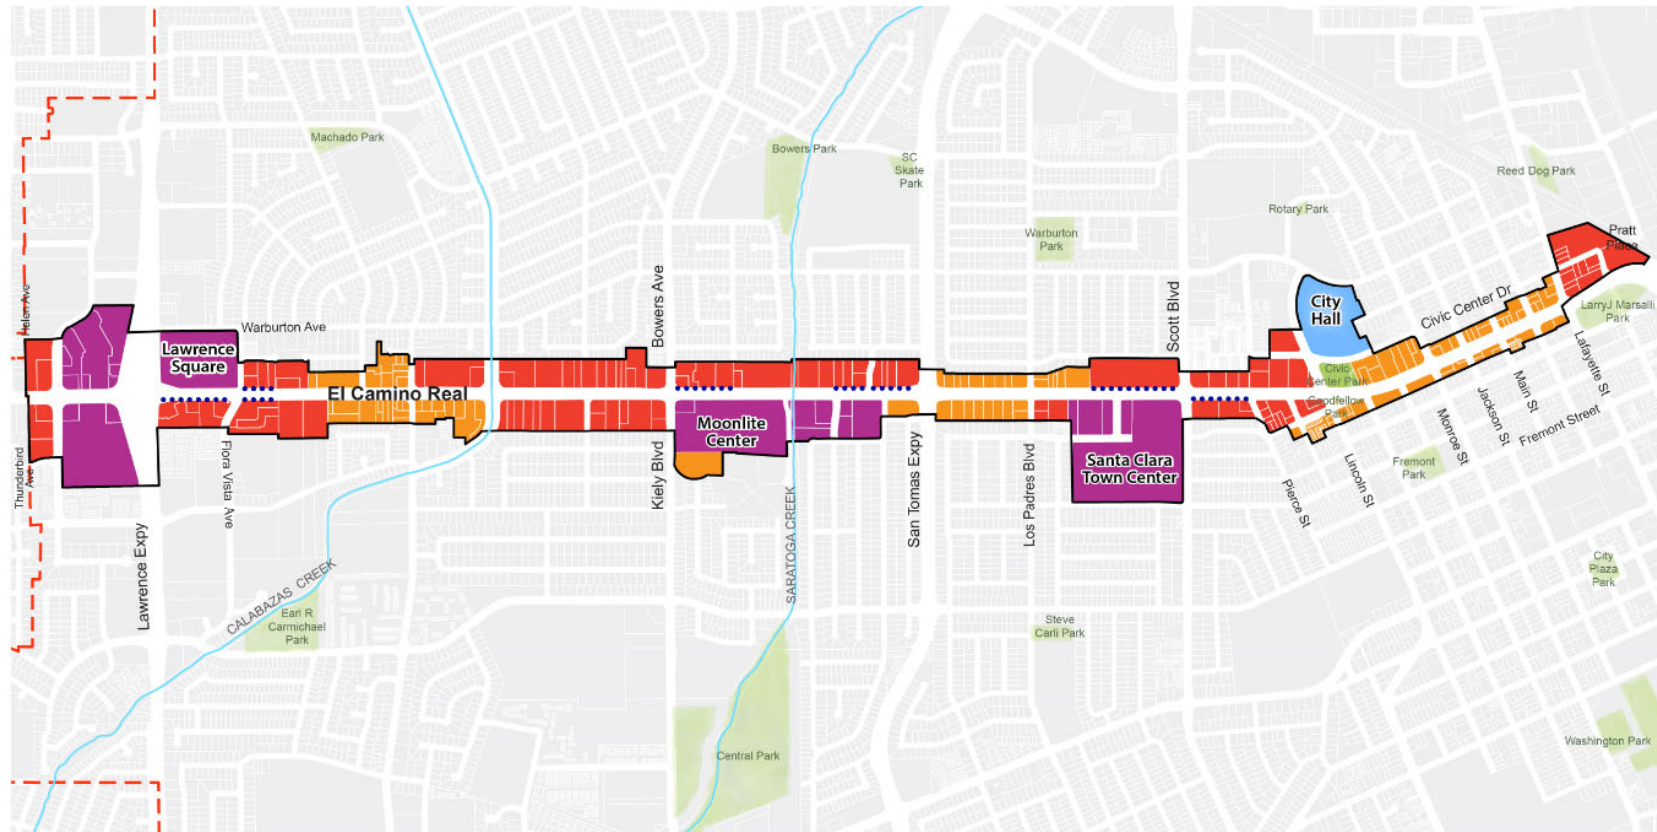 Machado Park
Bowers Park
SC
Skate
Park
Reed Dog Park
Rotary Park
Warburton
Park
Pratt
Place
Helen Ave
Bowers Ave
Scott Blvd
City
Hall
Civic Center Dr
LarryJ Marsalli
Park
Warburton Ave
Lawrence
Square
El Camino Real
Civic
Center Park
Goodfellow
Park
Lafayette St
Main St
Jackson St
Monroe St
Fremont Street
Moonlite
Center
Santa Clara
Town Center
Fremont
Park
Lincoln St
Pierce St
Thunderbird
Ave
Flora Vista Ave
Kiely Blvd
San Tomas Expy
Los Padres Blvd
Lawrence Expy
SARATOGA CREEK
CALABAZAS CREEK
City
Plaza
Park
Earl R
Carmichael
Park
Steve
Carli Park
Central Park
Washington Park